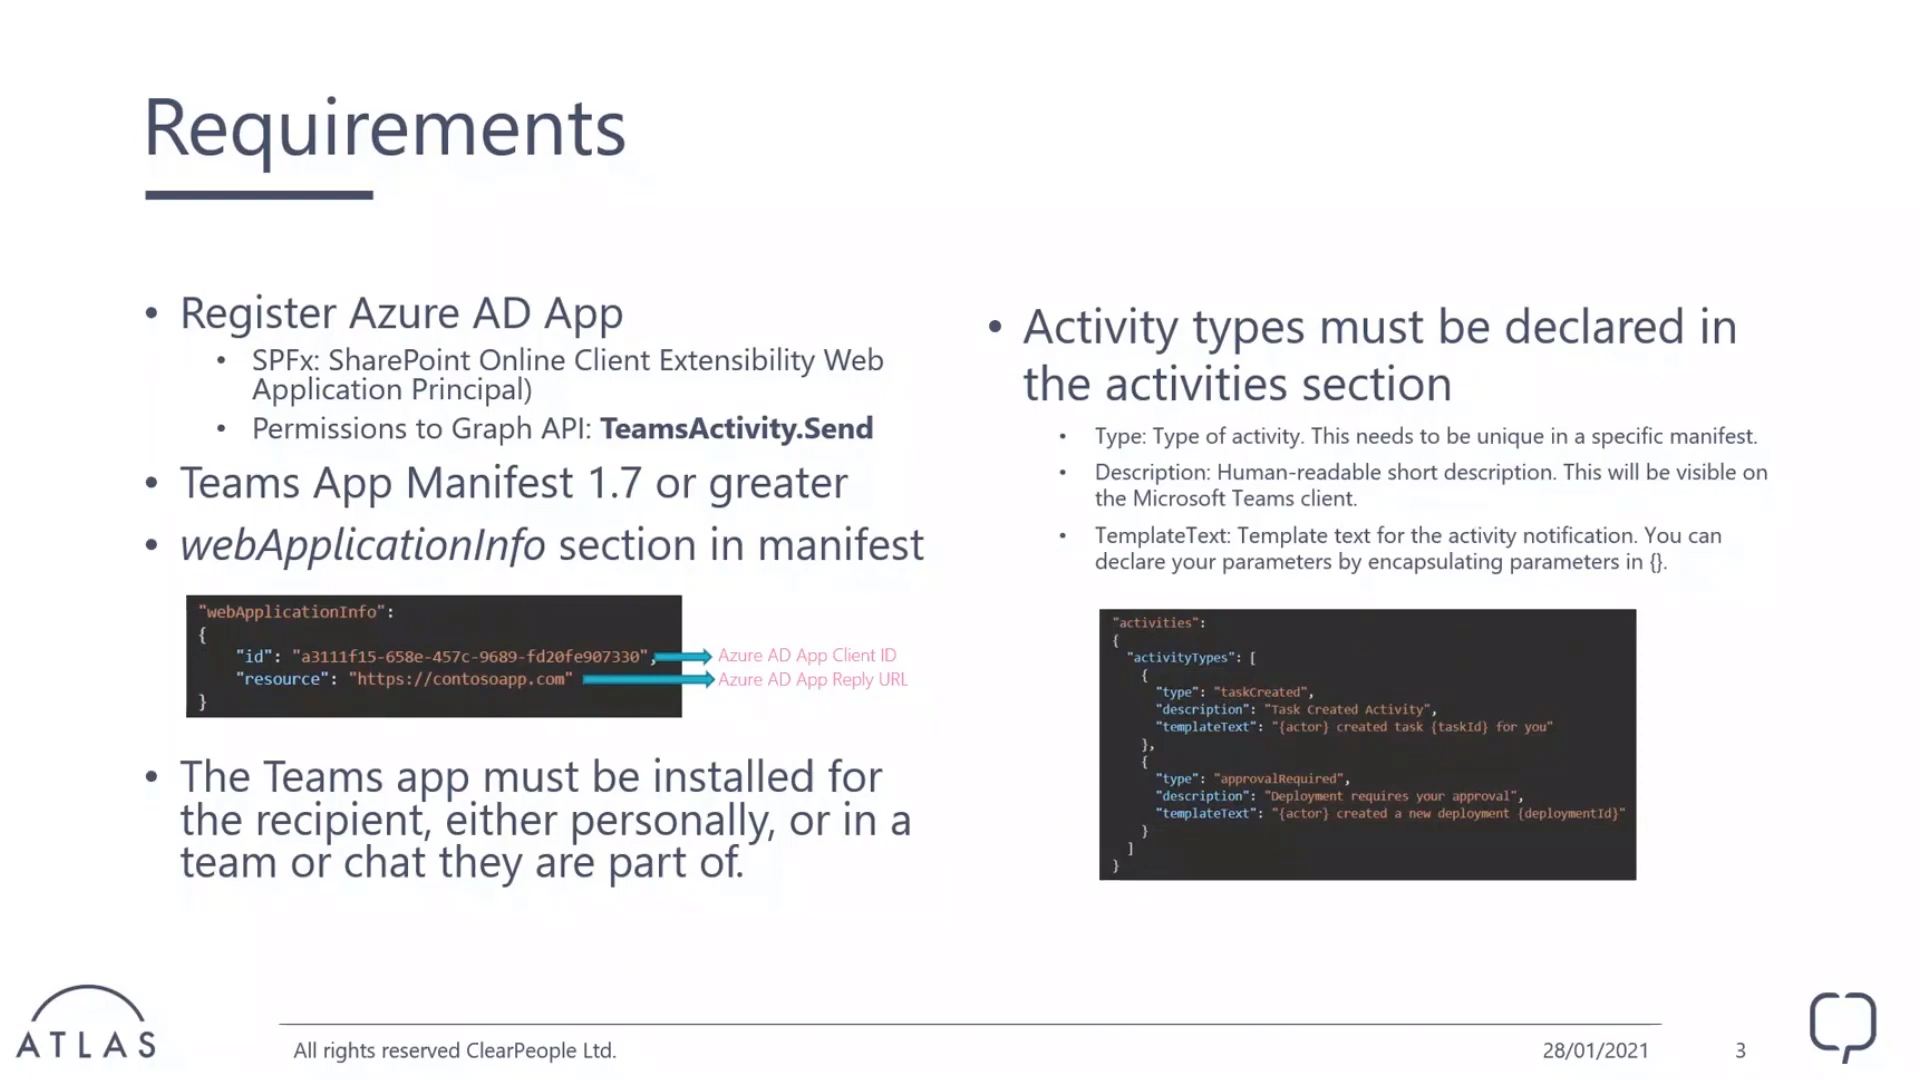 Requirements
• Register Azure AD App
• SPFx: SharePoint Online Client Extensibility Web
Application Principal)
• Permissions to Graph API: TeamsActivity.Send
• Teams App Manifest 1.7 or greater
• webApplicationInfo section in manifest
"webApplicationInfo":
{
"id": "a3111f15-658e-457c-9689-fd20fe907330",
Azure AD App Client ID
"resource": "https://contosoapp.com"
Azure AD App Reply URL
}
• The Teams app must be installed for
the recipient, either personally, or in a
team or chat they are part of.
• Activity types must be declared in
the activities section
• Type: Type of activity. This needs to be unique in a specific manifest.
• Description: Human-readable short description. This will be visible on
the Microsoft Teams client.
• TemplateText: Template text for the activity notification. You can
declare your parameters by encapsulating parameters in {}.
"activities":
{
"activityTypes": [
{
"type": "taskCreated",
"description": "Task Created Activity",
"templateText": "{actor} created task {taskId} for you"
},
{
"type": "approvalRequired",
"description": "Deployment requires your approval",
"templateText": "{actor} created a new deployment {deploymentId}"
}
]
}
ATLAS
All rights reserved ClearPeople Ltd.
28/01/2021
3